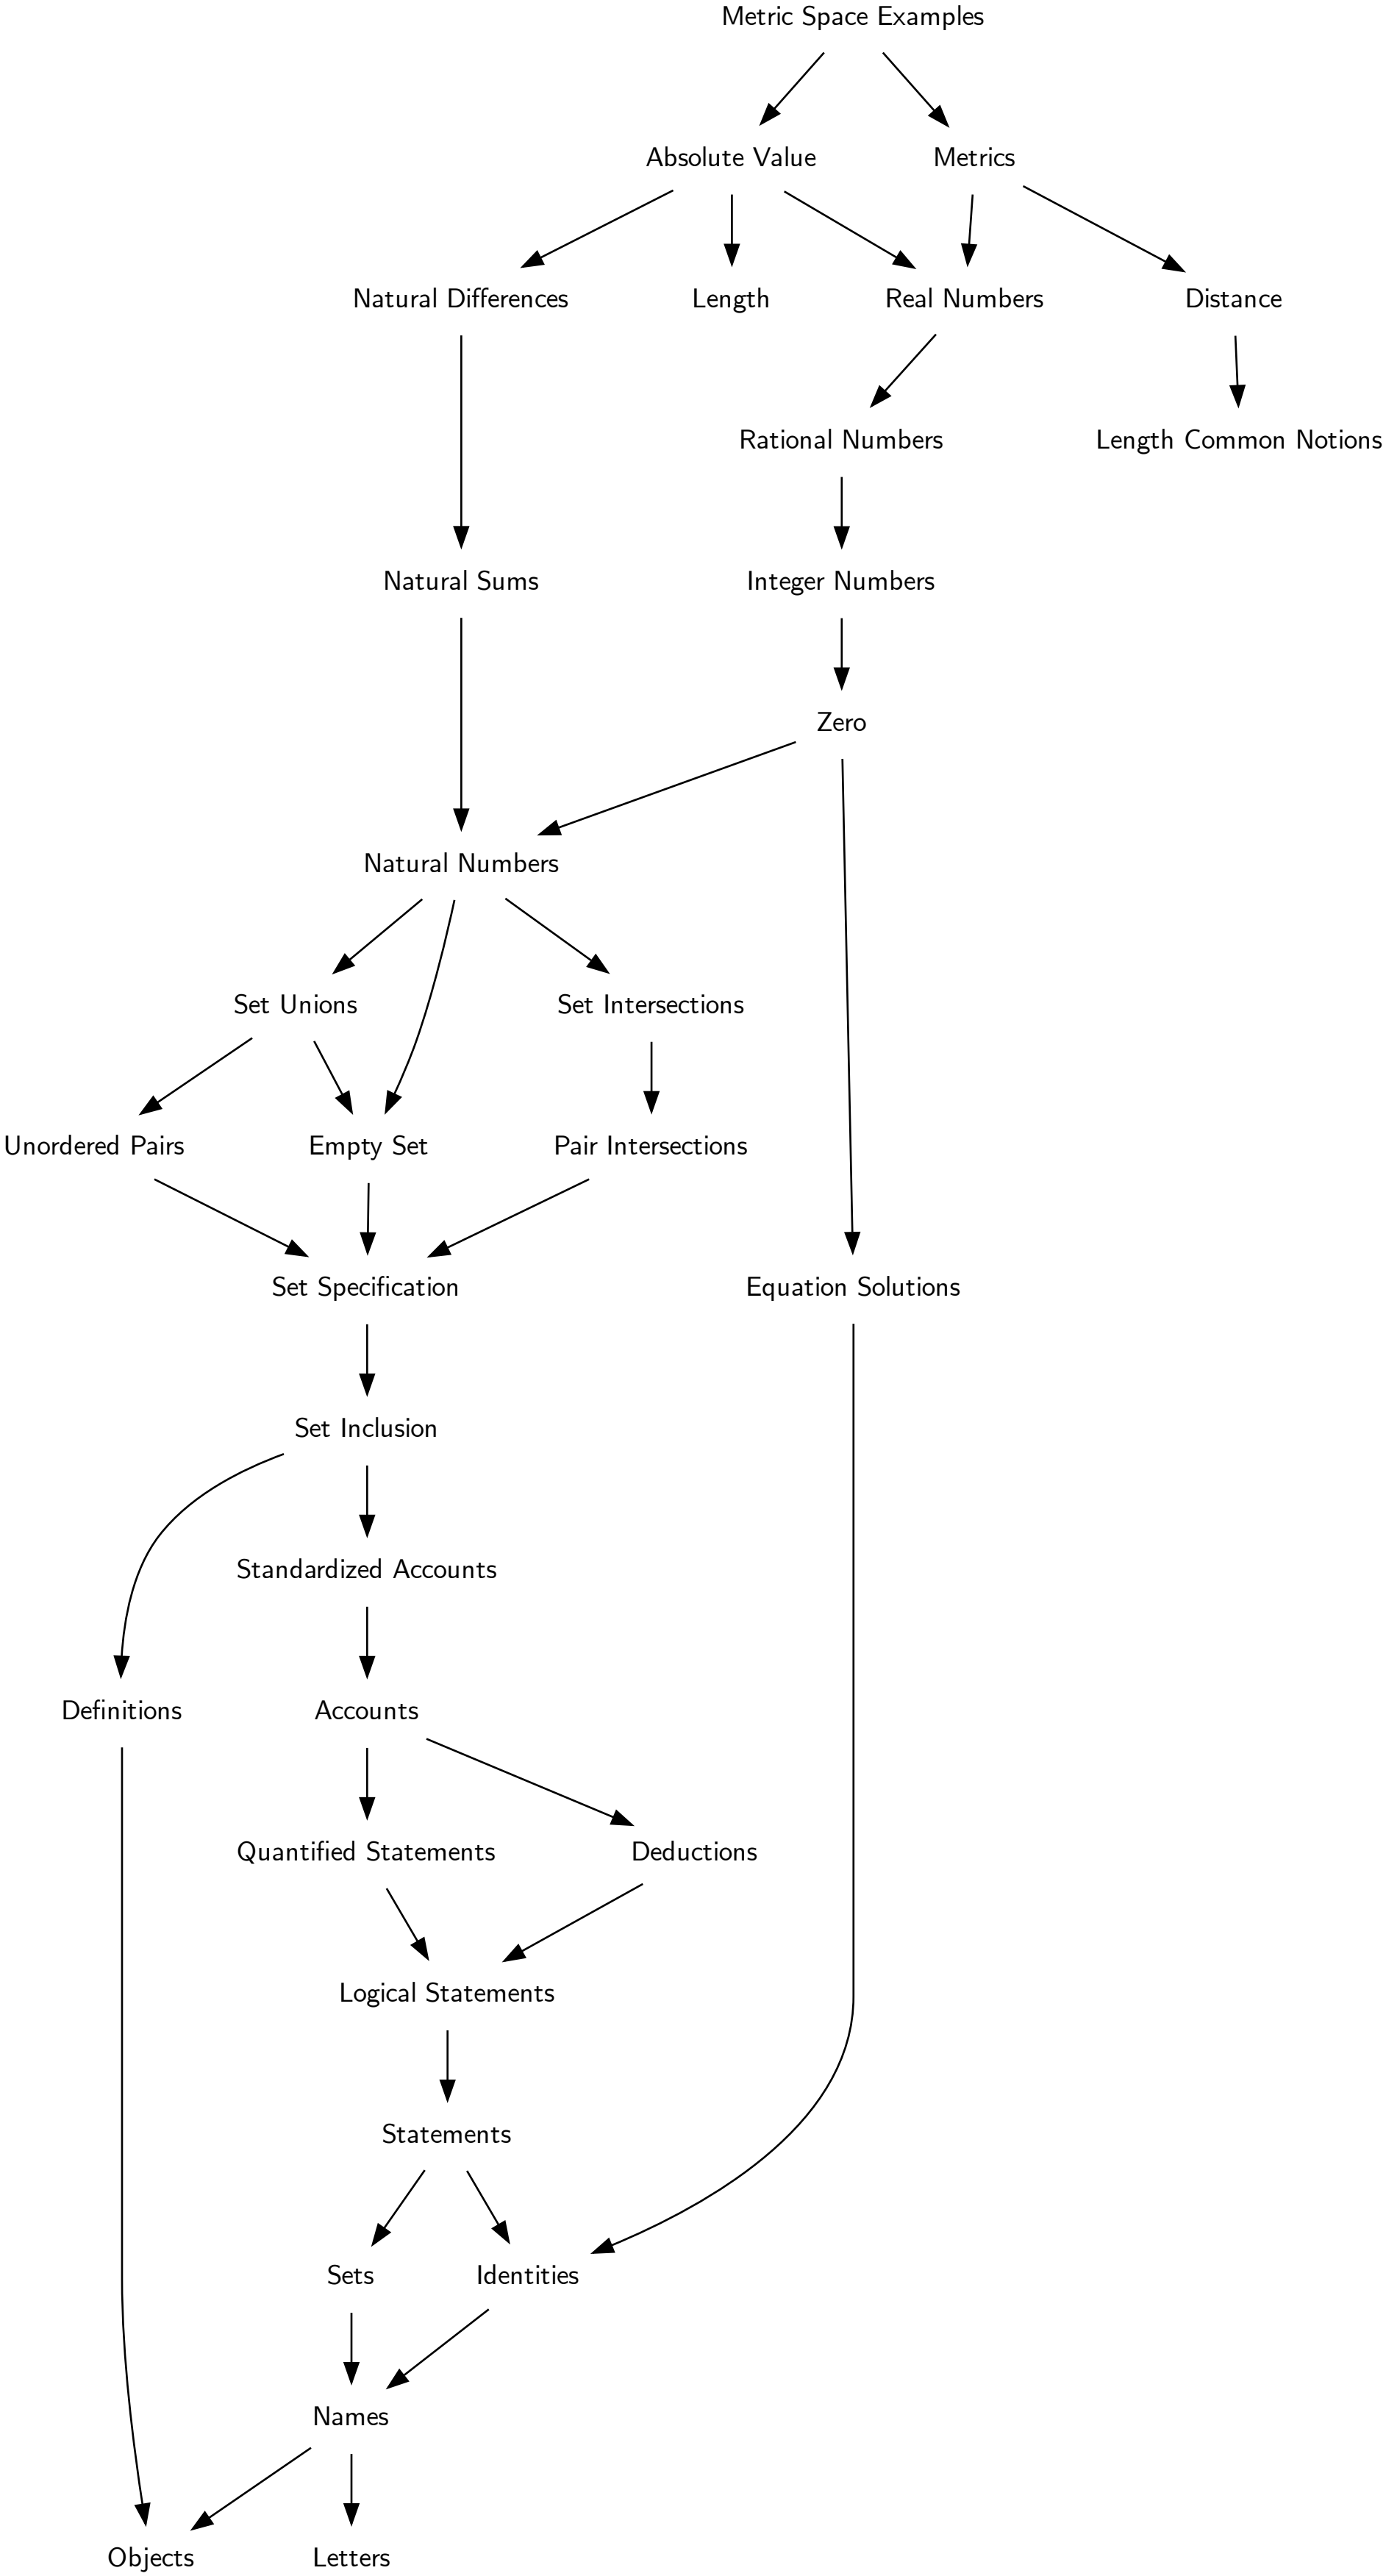 Metric Space Examples
Absolute Value
Metrics
Natural Differences
Length
Real Numbers
Distance
Rational Numbers
Length Common Notions
Natural Sums
Integer Numbers
Zero
Natural Numbers
Set Unions
Set Intersections
Unordered Pairs
Empty Set
Pair Intersections
Set Specification
Equation Solutions
Set Inclusion
Standardized Accounts
Definitions
Accounts
Quantified Statements
Deductions
Logical Statements
Statements
Sets
Identities
Names
Objects
Letters